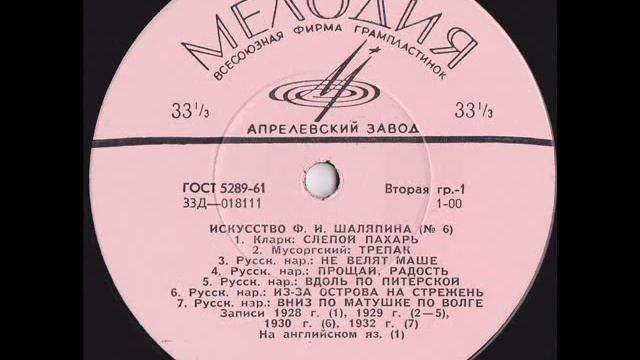 МЕЛОДИЯ
ВСЕСОЮЗНАЯ ФИРМА ГРАМПЛАСТИНОК
33 1/3
33 1/3
АПРЕЛЕВСКИЙ ЗАВОД
ГОСТ 5289-61
Вторая гр.-1
33Д—018111
1-00
ИСКУССТВО Ф. И. ШАЛЯПИНА (№ 6)
1. Кларк: СЛЕПОЙ ПАХАРЬ
2. Мусоргский: ТРЕПАК
3. Русск. нар.: НЕ ВЕЛЯТ МАШЕ
4. Русск. нар.: ПРОЩАЙ, РАДОСТЬ
5. Русск. нар.: ВДОЛЬ ПО ПИТЕРСКОЙ
6. Русск. нар.: ИЗ-ЗА ОСТРОВА НА СТРЕЖЕНЬ
7. Русск. нар.: ВНИЗ ПО МАТУШКЕ ПО ВОЛГЕ
Записи 1928 г. (1), 1929 г. (2—5),
1930 г. (6), 1932 г. (7)
На английском яз. (1)